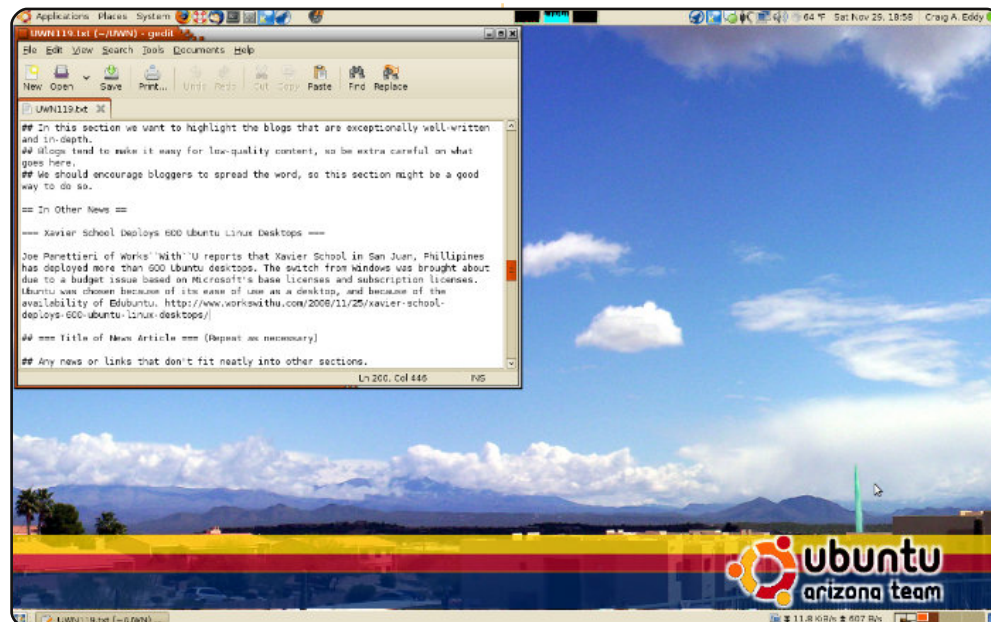 Applications Places System
64 °F Sat Nov 29, 18:58 Craig A. Eddy
UWN119.txt (~/UWN) - gedit
File Edit View Search Tools Documents Help
New Open Save Print... Undo Redo Cut Copy Paste Find Replace
UWN119.txt
## In this section we want to highlight the blogs that are exceptionally well-written
and in-depth.
## Blogs tend to make it easy for low-quality content, so be extra careful on what
goes here.
## We should encourage bloggers to spread the word, so this section might be a good
way to do so.
== In Other News ==
=== Xavier School Deploys 600 Ubuntu Linux Desktops ===
Joe Panettieri of Works``With``U reports that Xavier School in San Juan, Phillipines
has deployed more than 600 Ubuntu desktops. The switch from Windows was brought about
due to a budget issue based on Microsoft's base licenses and subscription licenses.
Ubuntu was chosen because of its ease of use as a desktop, and because of the
availability of Edubuntu. http://www.workswithu.com/2008/11/25/xavier-school-
deploys-600-ubuntu-linux-desktops/
## === Title of News Article === (Repeat as necessary)
## Any news or links that don't fit neatly into other sections.
Ln 200, Col 446 INS
ubuntu
arizona team
UWN119.txt (~/UWN) ...
11.8 KiB/s 607 B/s